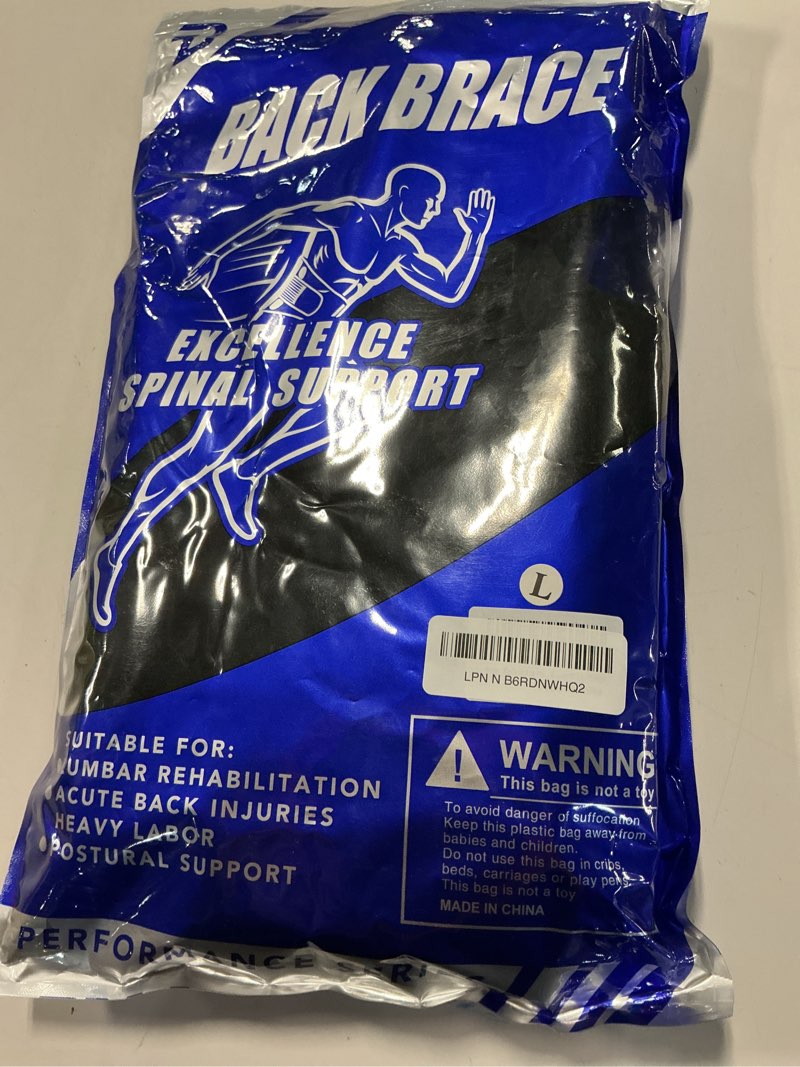 BACK BRACE
EXCELLENCE
SPINAL SUPPORT
L
LPN N B6RDNWHQ2
SUITABLE FOR:
LUMBAR REHABILITATION
ACUTE BACK INJURIES
HEAVY LABOR
POSTURAL SUPPORT
WARNING
This bag is not a toy
To avoid danger of suffocation
Keep this plastic bag away from
babies and children.
Do not use this bag in cribs,
beds, carriages or play pens.
This bag is not a toy
MADE IN CHINA
PERFORMANCE SERIES